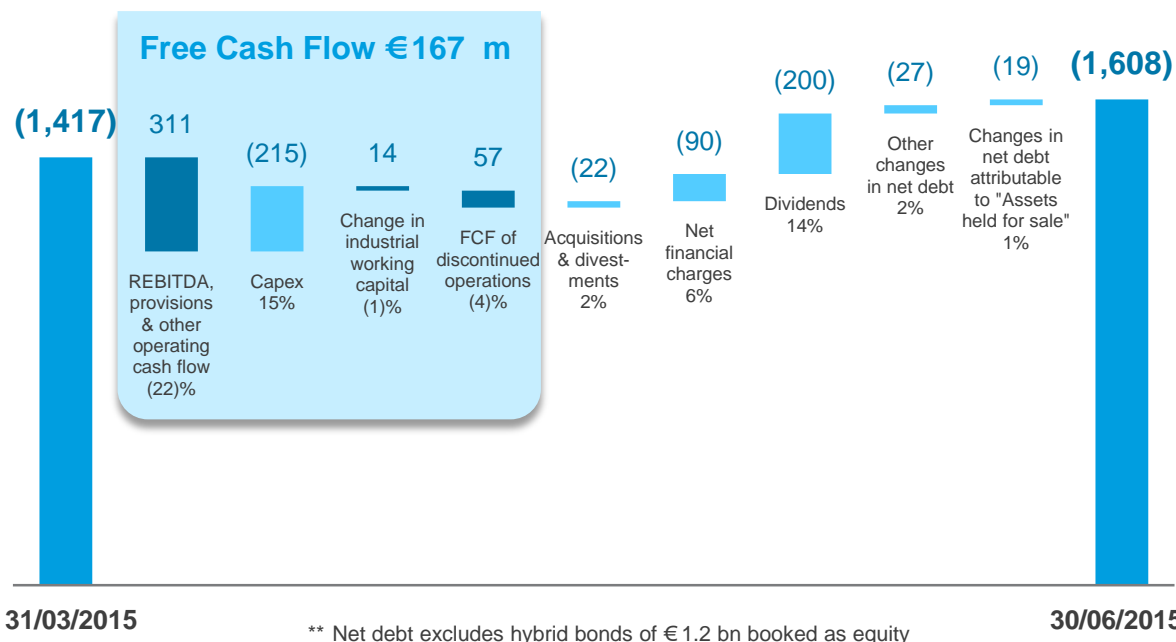 Free Cash Flow €167 m
(1,417)
311
REBITDA,
provisions
& other
operating
cash flow
(22)%
(215)
Capex
15%
14
Change in
industrial
working
capital
(1)%
57
FCF of
discontinued
operations
(4)%
(22)
Acquisitions
& divest-
ments
2%
(90)
Net
financial
charges
6%
(200)
Dividends
14%
(27)
Other
changes
in net debt
2%
(19)
Changes in
net debt
attributable
to "Assets
held for sale"
1%
(1,608)
31/03/2015
30/06/2015
** Net debt excludes hybrid bonds of €1.2 bn booked as equity